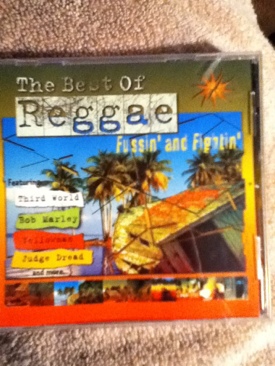 The Best Of
Reggae
Fussin' and Fightin'
Featuring
Third world
Bob Marley
Yellowman
Judge Dread
and more...